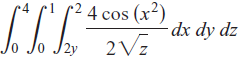 ∫₀⁴ ∫₀¹ ∫₂ᵧ² 4 cos (x²) / 2√z dx dy dz